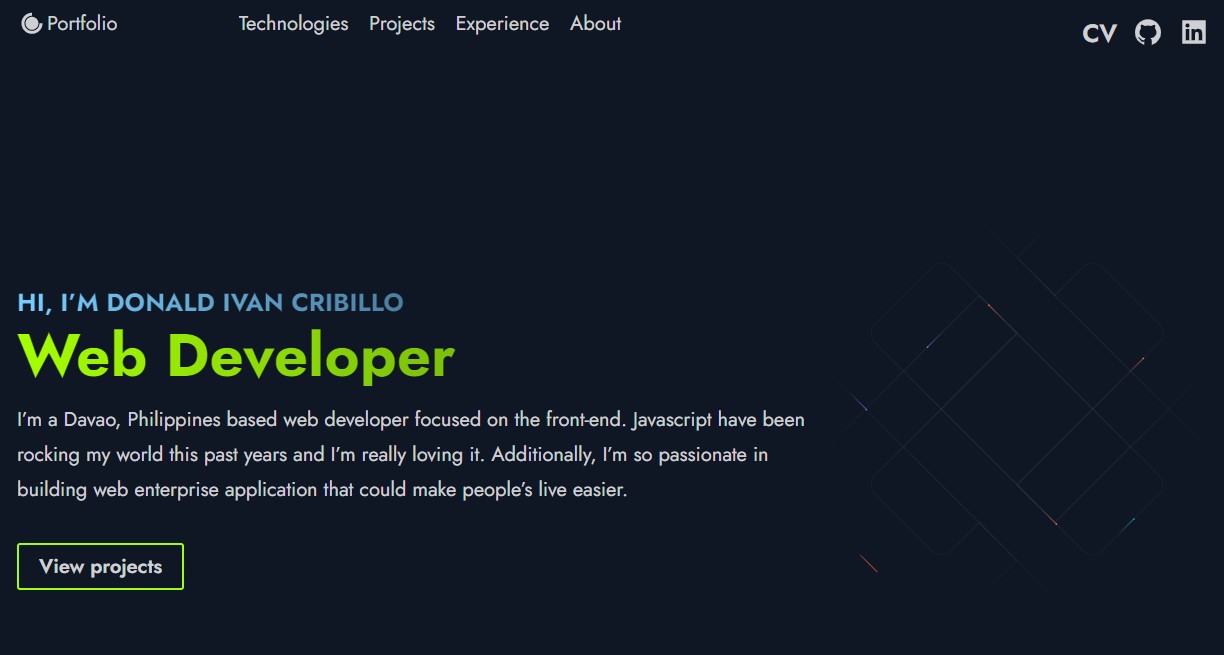 Portfolio
Technologies Projects Experience About
CV
in
HI, I’M DONALD IVAN CRIBILLO
Web Developer
I’m a Davao, Philippines based web developer focused on the front-end. Javascript have been
rocking my world this past years and I’m really loving it. Additionally, I’m so passionate in
building web enterprise application that could make people’s live easier.
View projects